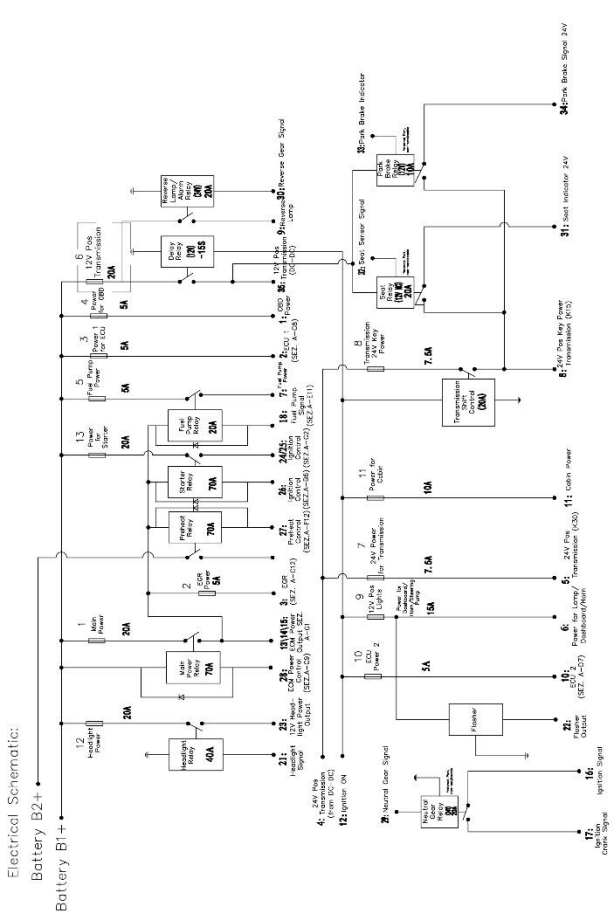 Electrical Schematic:
Battery B2+
Battery B1+
12
Headlight
Power
20A
Headlight
Relay
40A
21:
Headlight
Signal
23:
12V Head-
light Power
Output
1
Main
Power
20A
Main
Power
Relay
70A
28:
ECM Power
Control
(SEZ. A-C9)
13\14\15:
ECM Power
Output SEZ.
A-C1
2
EGR
Power
5A
3:
EGR
(SEZ. A-C12)
Preheat
Relay
70A
27:
Preheat
Control
(SEZ.A-F12)
Starter
Relay
70A
26:
Ignition
Control
(SEZ.A-B6)
13
Power
for
Starter
20A
24/25:
Ignition
Control
(SEZ.A-C2)
Fuel
Pump
Relay
20A
18:
Fuel Pump
Signal
(SEZ.A-E11)
5
Fuel Pump
Power
5A
7:
Fuel Pump
Power
3
Power 1
for ECU
5A
2:
ECU 1
(SEZ. A-C8)
4
Power
for OBD
5A
1:
OBD
Power
6
12V Pos
Transmission
20A
35:
12V Pos
Transmission
(DC-DC)
Delay
Relay
(12V)
-15S
9:
Reverse
Lamp
Reverse
Lamp/
Alarm
Relay
20A
30:
Reverse Gear Signal
24V Pos
4: Transmission
(from DC-DC)
12: Ignition ON
10
ECU
Power 2
5A
10:
ECU 2
(SEZ. A-D7)
9
12V Pos
Lights
Power for
Dashboard/
Horn/Steering
Pump
15A
6:
Power for Lamp/
Dashboard/Horn
7
24V Power
for Transmission
7.5A
5:
24V Pos
Transmission (K30)
11
Power for
Cabin
10A
11: Cabin Power
8
Transmission
24V Key
Power
7.5A
Transmission
Shift
Control
(20A)
8:
24V Pos Key Power
Transmission (K15)
32: Seat Sensor Signal
Seat
Relay
20A
31: Seat Indicator 24V
33:Park Brake Indicator
Park
Brake
Relay
(12V)
10A
34:Park Brake Signal 24V
Flasher
22:
Flasher
Output
29:Neutral Gear Signal
Neutral
Gear
Relay
20A
17:
Ignition
Crank Signal
16:
Ignition Signal